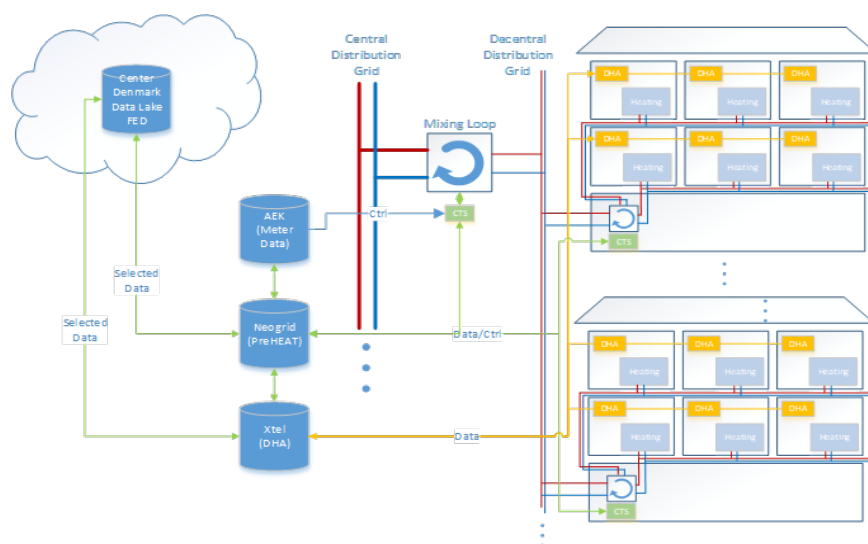 Central
Distribution
Grid
Decentral
Distribution
Grid
Center
Denmark
Data Lake
FED
Mixing Loop
CTS
AEK
(Meter
Data)
Ctrl
Selected
Data
Selected
Data
Neogrid
(PreHEAT)
Data/Ctrl
Xtel
(DHA)
Data
DHA
DHA
DHA
Heating
Heating
Heating
DHA
DHA
DHA
Heating
Heating
Heating
CTS
DHA
DHA
DHA
Heating
Heating
Heating
DHA
DHA
DHA
Heating
Heating
Heating
CTS